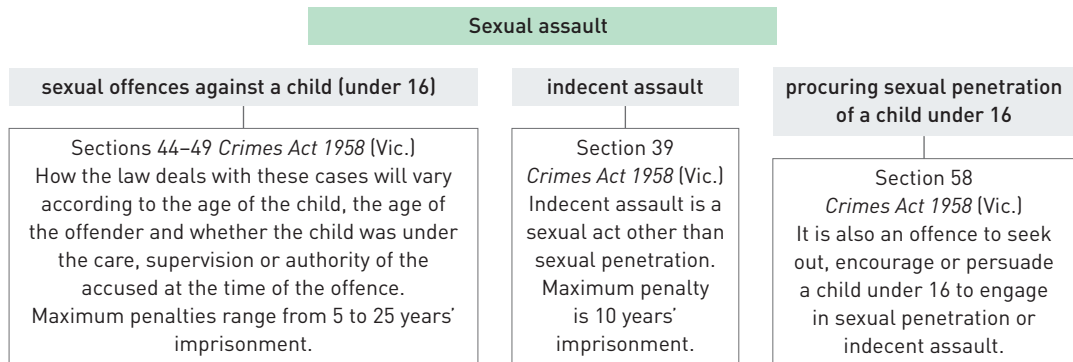 Sexual assault
sexual offences against a child (under 16)
Sections 44–49 Crimes Act 1958 (Vic.)
How the law deals with these cases will vary
according to the age of the child, the age of
the offender and whether the child was under
the care, supervision or authority of the
accused at the time of the offence.
Maximum penalties range from 5 to 25 years’
imprisonment.
indecent assault
Section 39
Crimes Act 1958 (Vic.)
Indecent assault is a
sexual act other than
sexual penetration.
Maximum penalty
is 10 years’
imprisonment.
procuring sexual penetration
of a child under 16
Section 58
Crimes Act 1958 (Vic.)
It is also an offence to seek
out, encourage or persuade
a child under 16 to engage
in sexual penetration or
indecent assault.